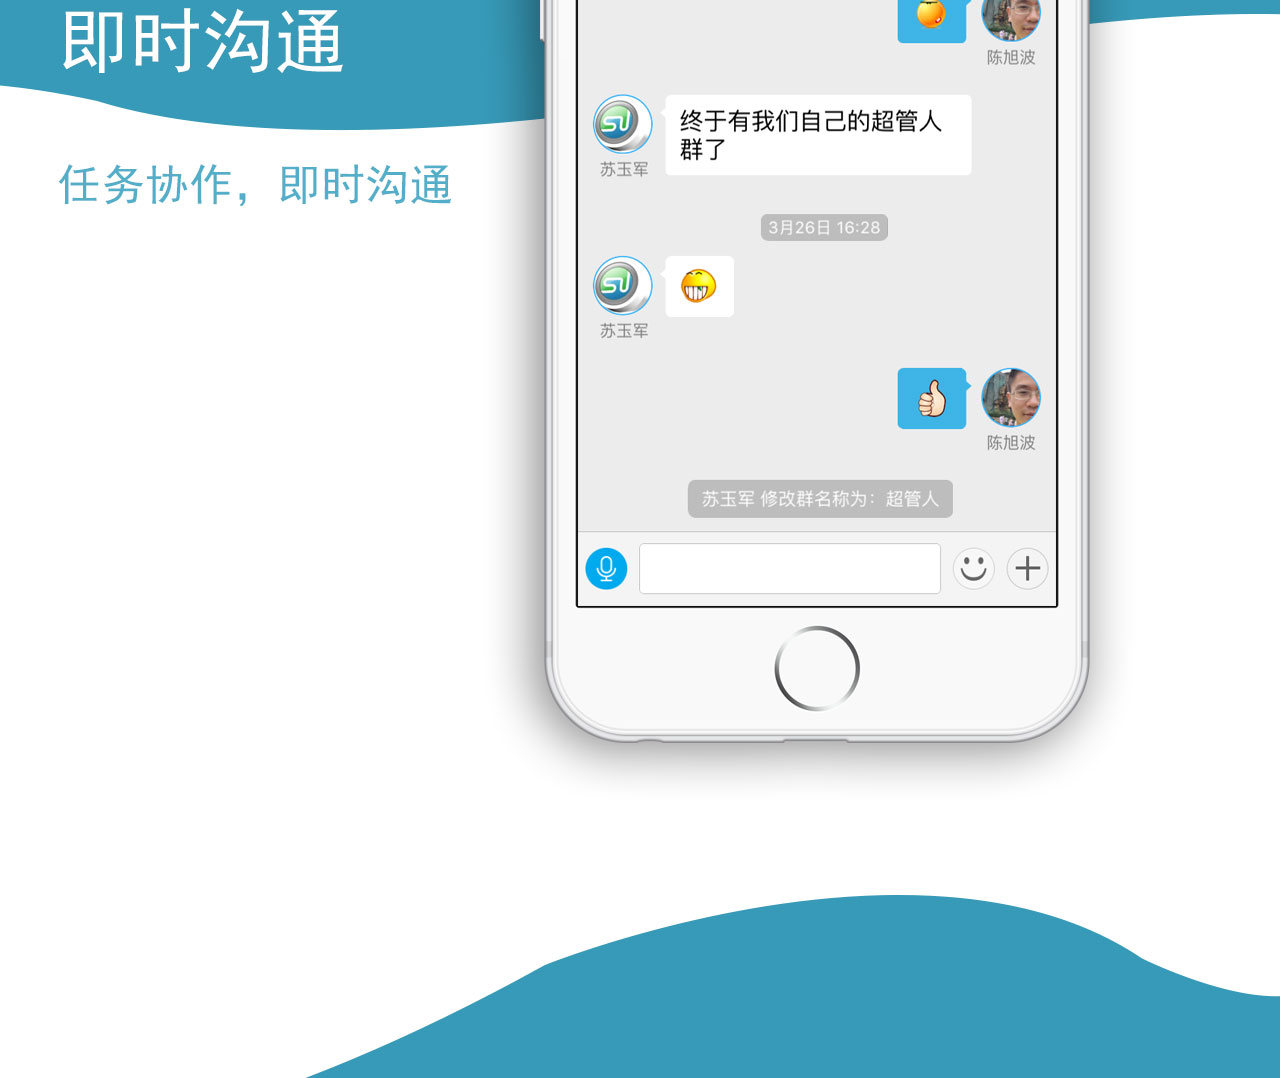 即时沟通
任务协作，即时沟通
陈旭波
终于有我们自己的超管人
群了
苏玉军
3月26日 16:28
苏玉军
陈旭波
苏玉军 修改群名称为：超管人